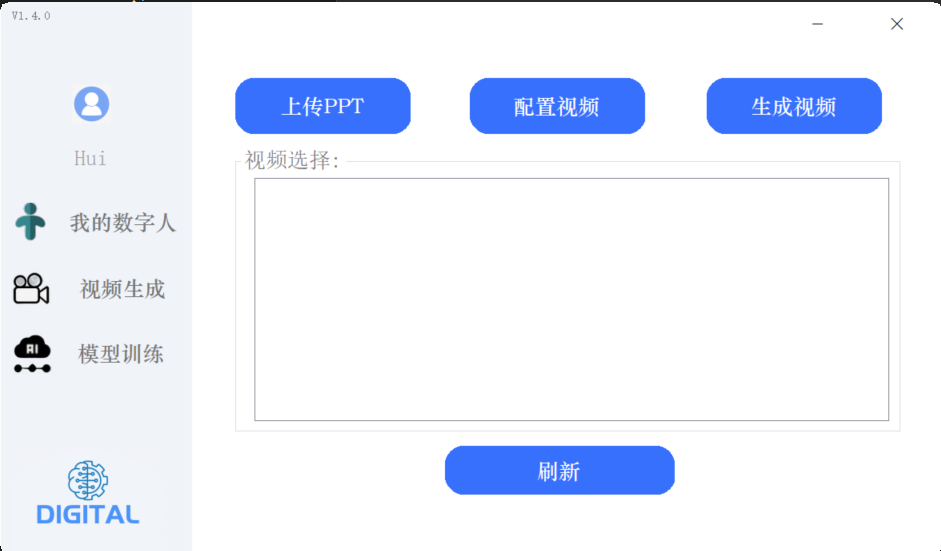 V1.4.0
Hui
我的数字人
视频生成
AI
模型训练
DIGITAL
上传PPT
配置视频
生成视频
视频选择:
刷新